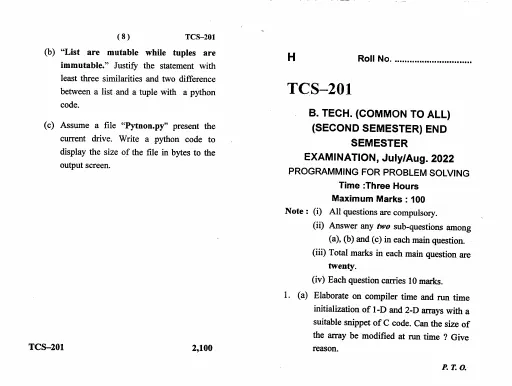 ( 8 ) TCS–201
(b) “List are mutable while tuples are
immutable.” Justify the statement with
least three similarities and two difference
between a list and a tuple with a python
code.
(c) Assume a file “Pytnon.py” present the
current drive. Write a python code to
display the size of the file in bytes to the
output screen.
TCS–201 2,100
H Roll No. ..............................
TCS–201
B. TECH. (COMMON TO ALL)
(SECOND SEMESTER) END
SEMESTER
EXAMINATION, July/Aug. 2022
PROGRAMMING FOR PROBLEM SOLVING
Time :Three Hours
Maximum Marks : 100
Note : (i) All questions are compulsory.
(ii) Answer any two sub-questions among
(a), (b) and (c) in each main question.
(iii) Total marks in each main question are
twenty.
(iv) Each question carries 10 marks.
1. (a) Elaborate on compiler time and run time
initialization of 1-D and 2-D arrays with a
suitable snippet of C code. Can the size of
the array be modified at run time ? Give
reason.
P. T. O.